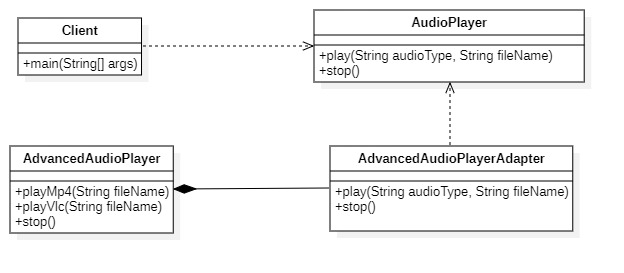 Client
+main(String[] args)
AudioPlayer
+play(String audioType, String fileName)
+stop()
AdvancedAudioPlayer
+playMp4(String fileName)
+playVlc(String fileName)
+stop()
AdvancedAudioPlayerAdapter
+play(String audioType, String fileName)
+stop()